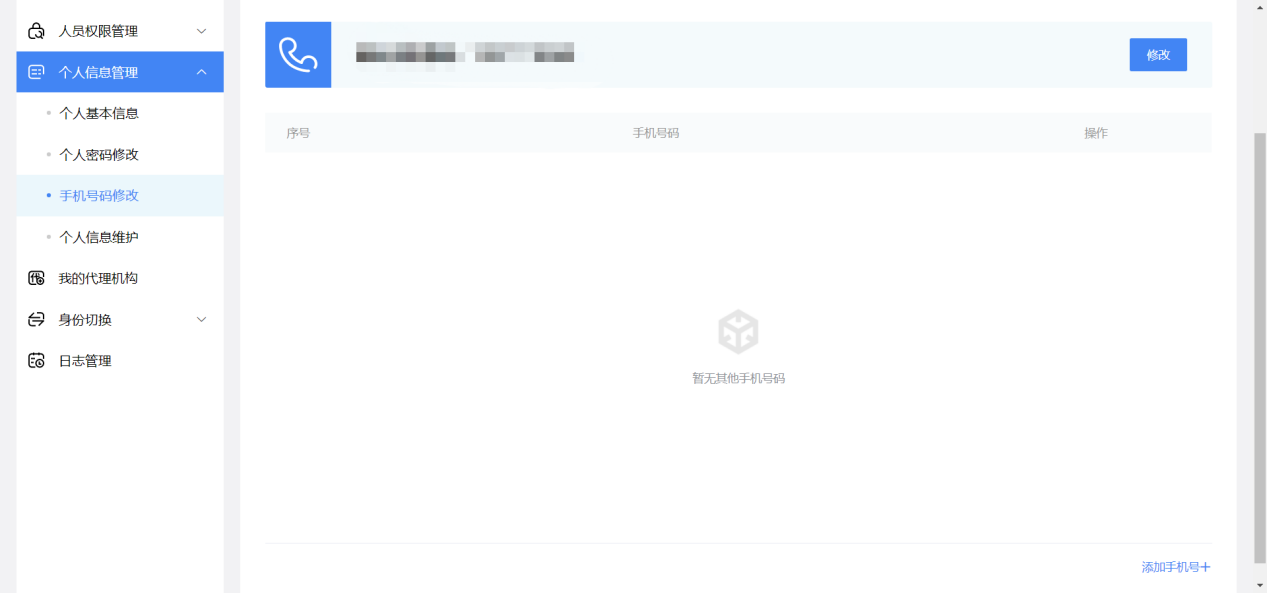 人员权限管理
个人信息管理
个人基本信息
个人密码修改
手机号码修改
个人信息维护
我的代理机构
身份切换
日志管理
修改
序号 手机号码 操作
暂无其他手机号码
添加手机号+